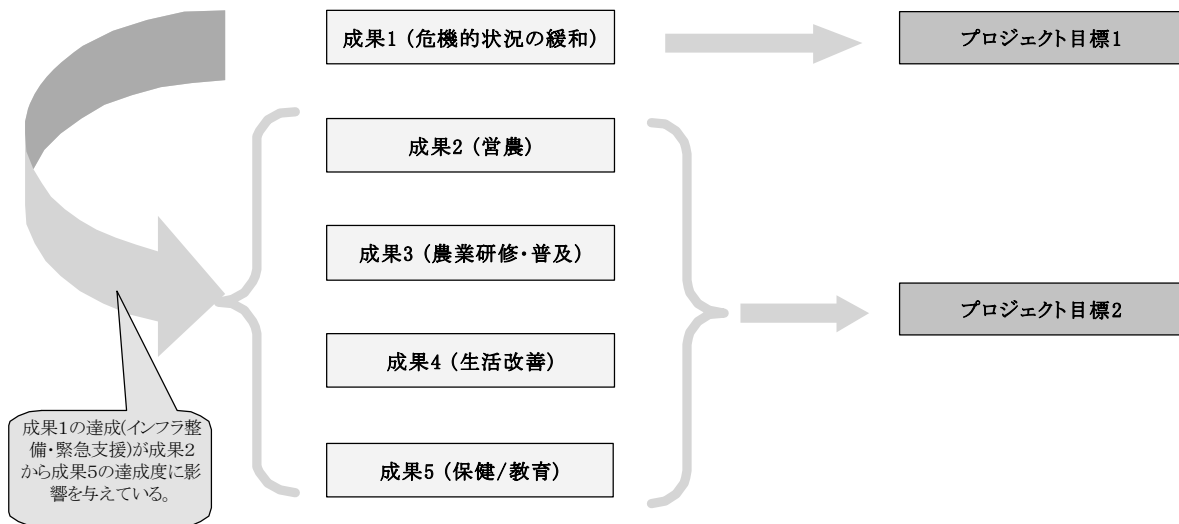 成果1 (危機的状況の緩和)
プロジェクト目標1
成果2 (営農)
成果3 (農業研修・普及)
プロジェクト目標2
成果4 (生活改善)
成果5 (保健/教育)
成果1の達成(インフラ整
備・緊急支援)が成果2
から成果5の達成度に影
響を与えている。